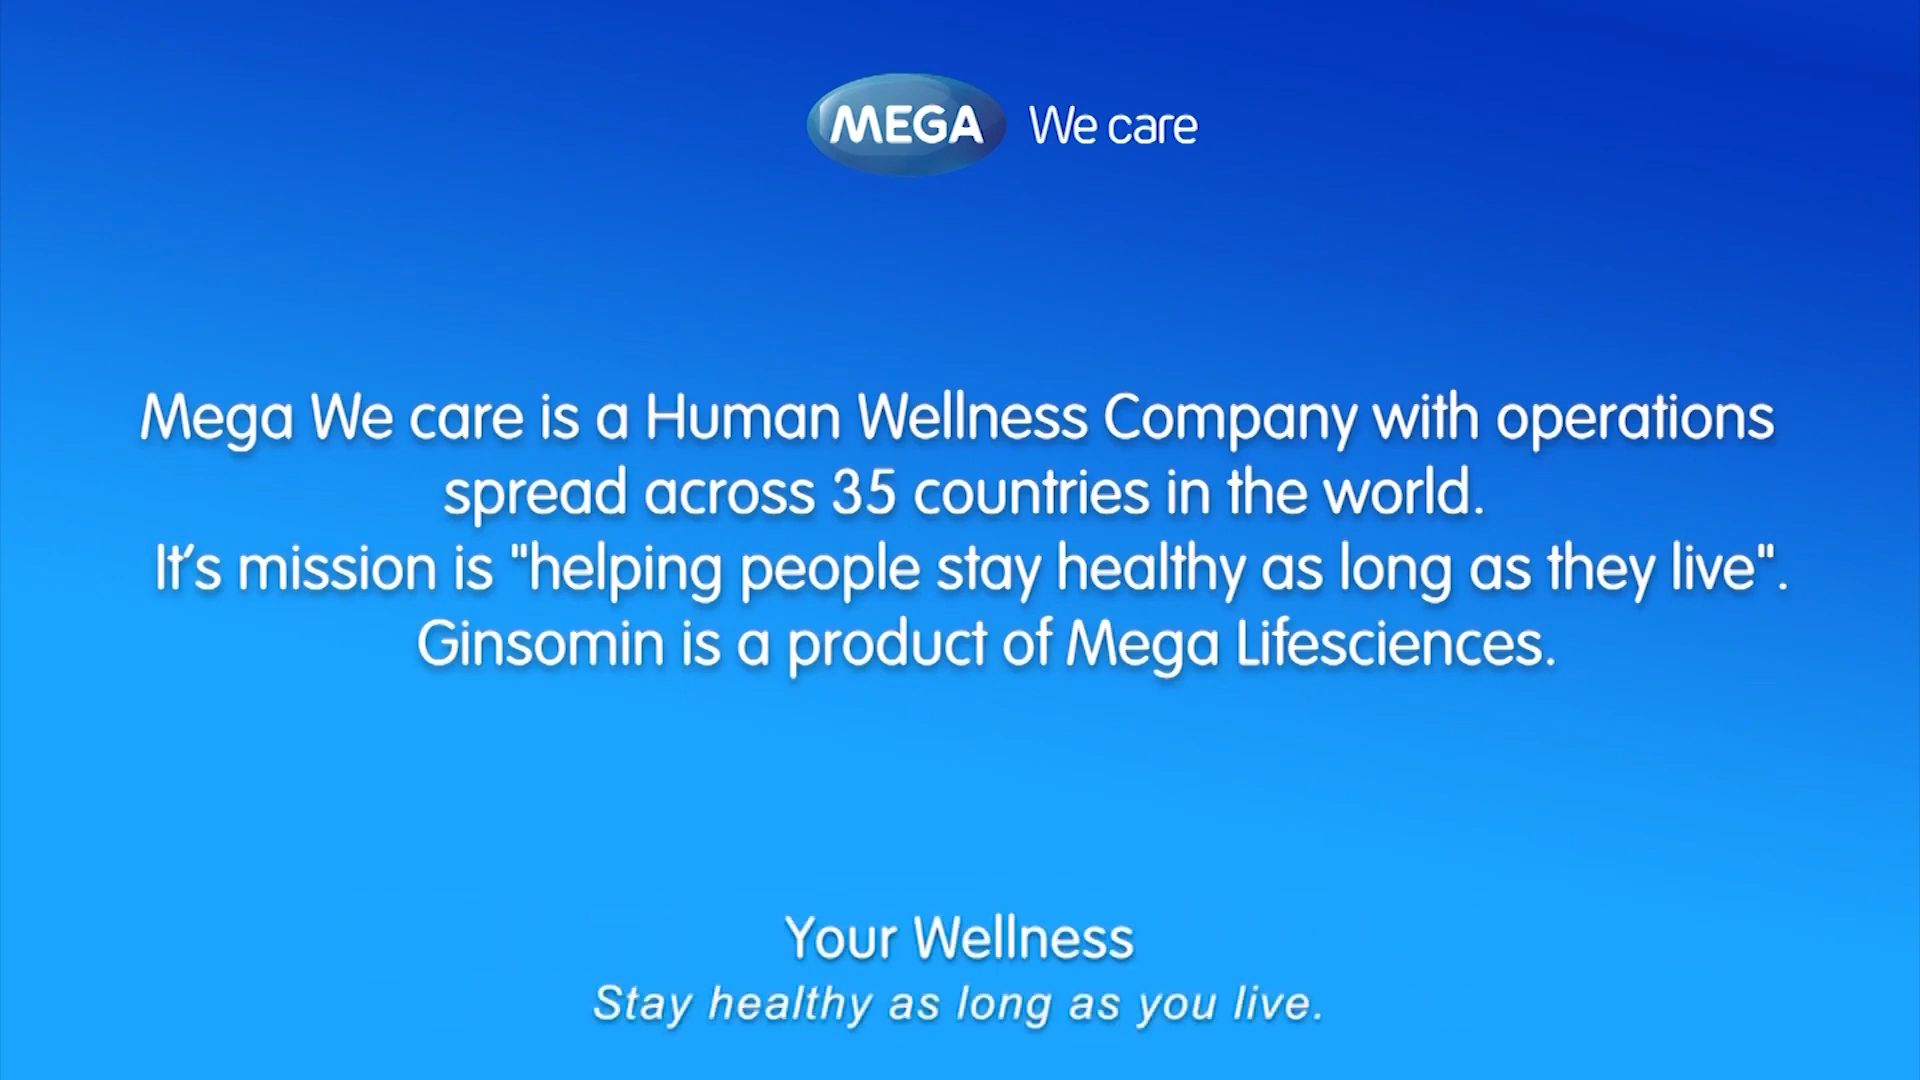 MEGA We care
Mega We care is a Human Wellness Company with operations
spread across 35 countries in the world.
It's mission is "helping people stay healthy as long as they live".
Ginsomin is a product of Mega Lifesciences.
Your Wellness
Stay healthy as long as you live.